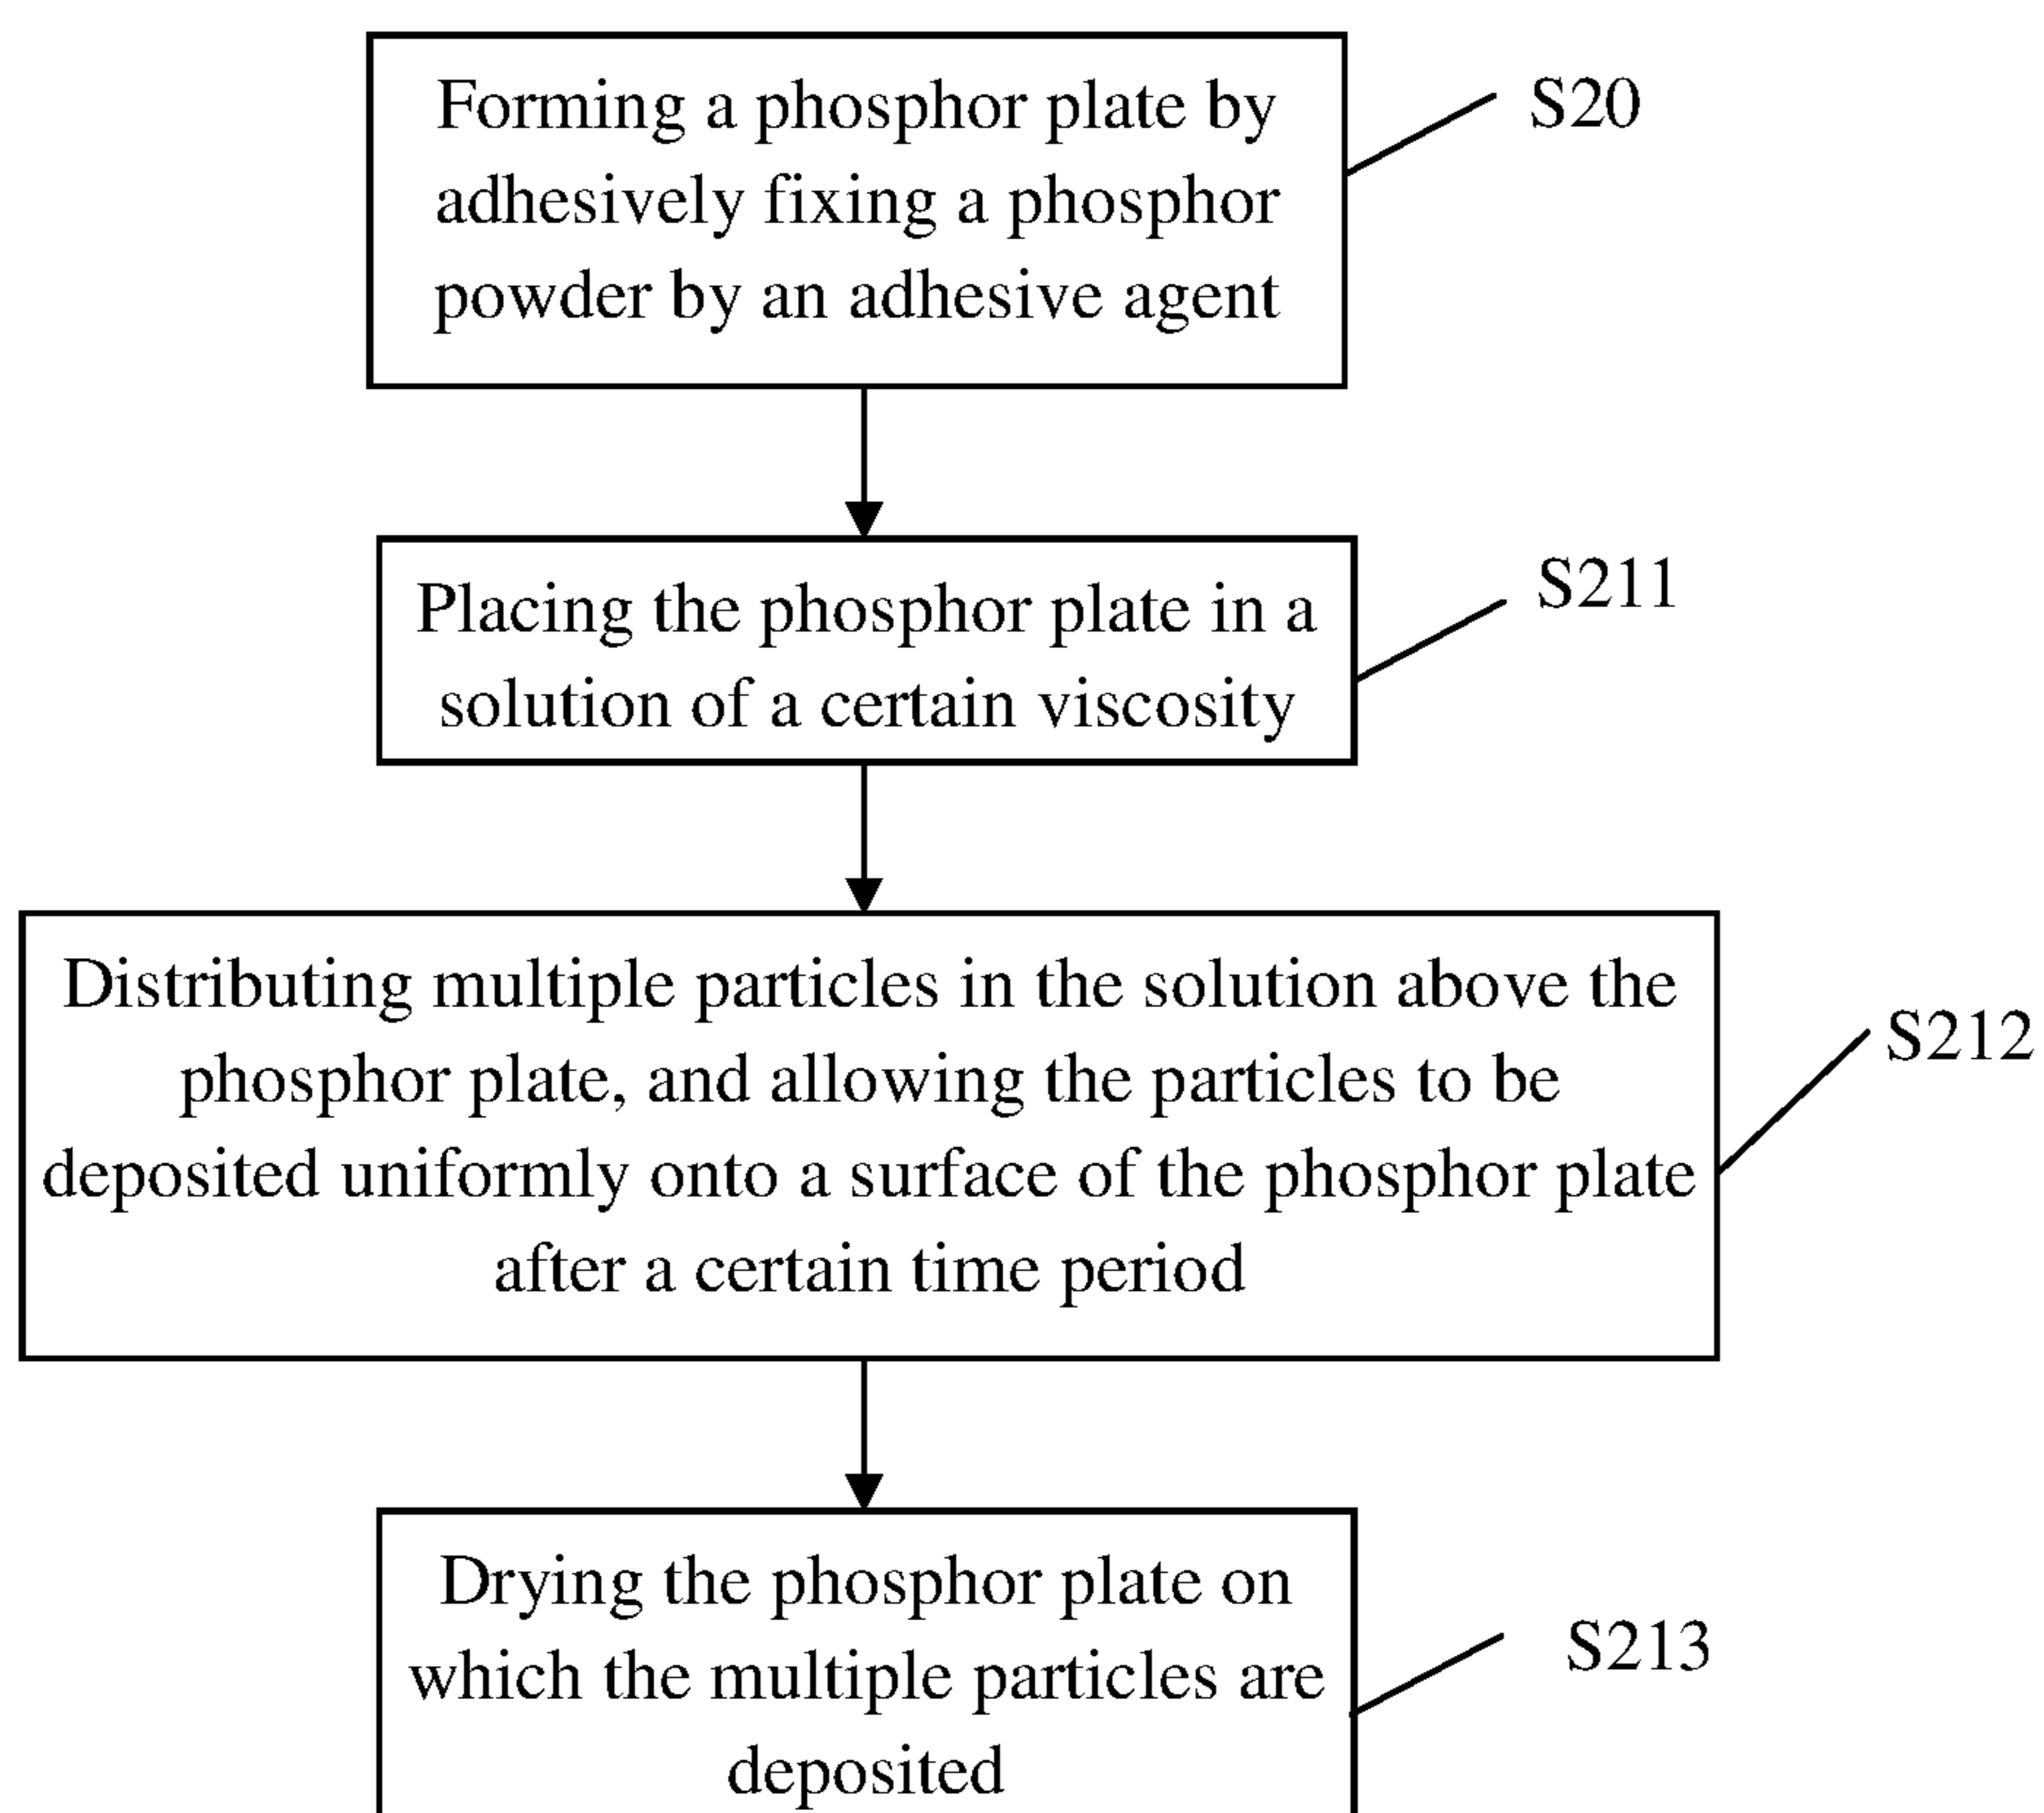 Forming a phosphor plate by
adhesively fixing a phosphor
powder by an adhesive agent
S20
Placing the phosphor plate in a
solution of a certain viscosity
S211
Distributing multiple particles in the solution above the
phosphor plate, and allowing the particles to be
deposited uniformly onto a surface of the phosphor plate
after a certain time period
S212
Drying the phosphor plate on
which the multiple particles are
deposited
S213